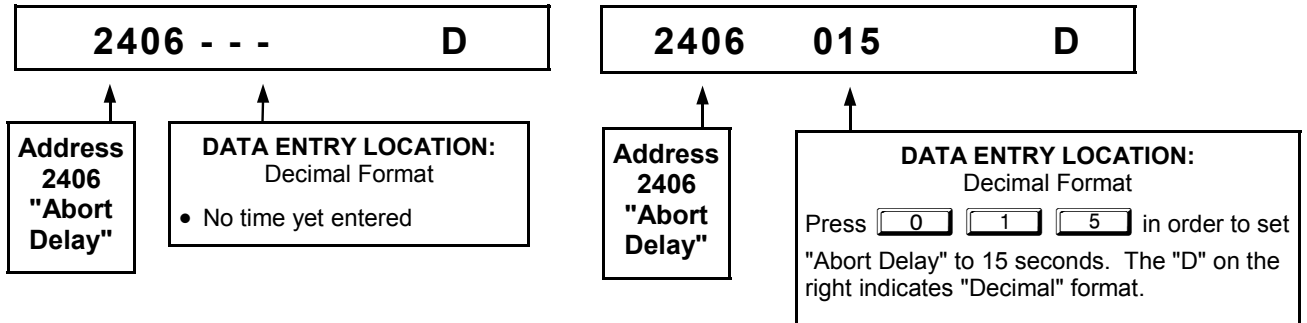 2406 - - - D
Address
2406
"Abort
Delay"
DATA ENTRY LOCATION:
Decimal Format
• No time yet entered
2406 015 D
Address
2406
"Abort
Delay"
DATA ENTRY LOCATION:
Decimal Format
Press 0 1 5 in order to set
"Abort Delay" to 15 seconds. The "D" on the
right indicates "Decimal" format.